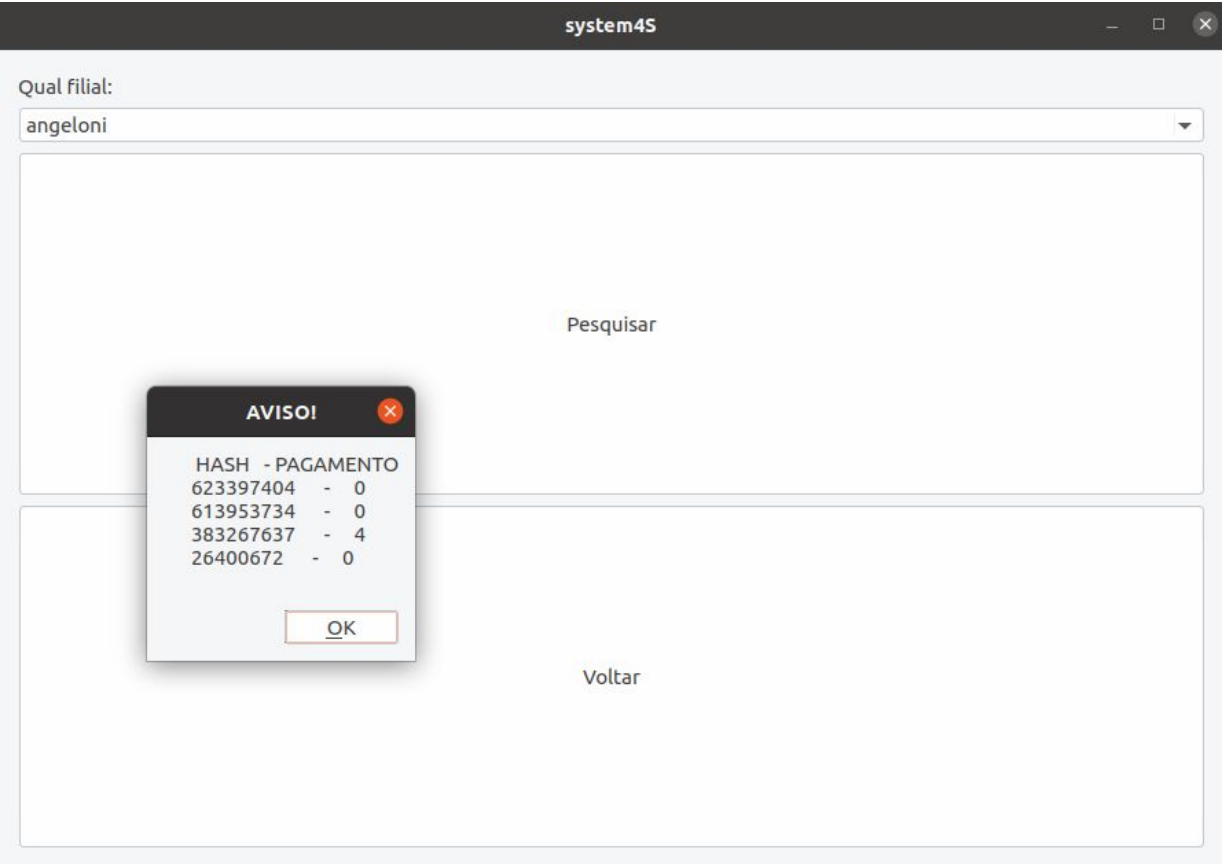 system4S
Qual filial:
angeloni
Pesquisar
AVISO!
HASH - PAGAMENTO
623397404 - 0
613953734 - 0
383267637 - 4
26400672 - 0
OK
Voltar